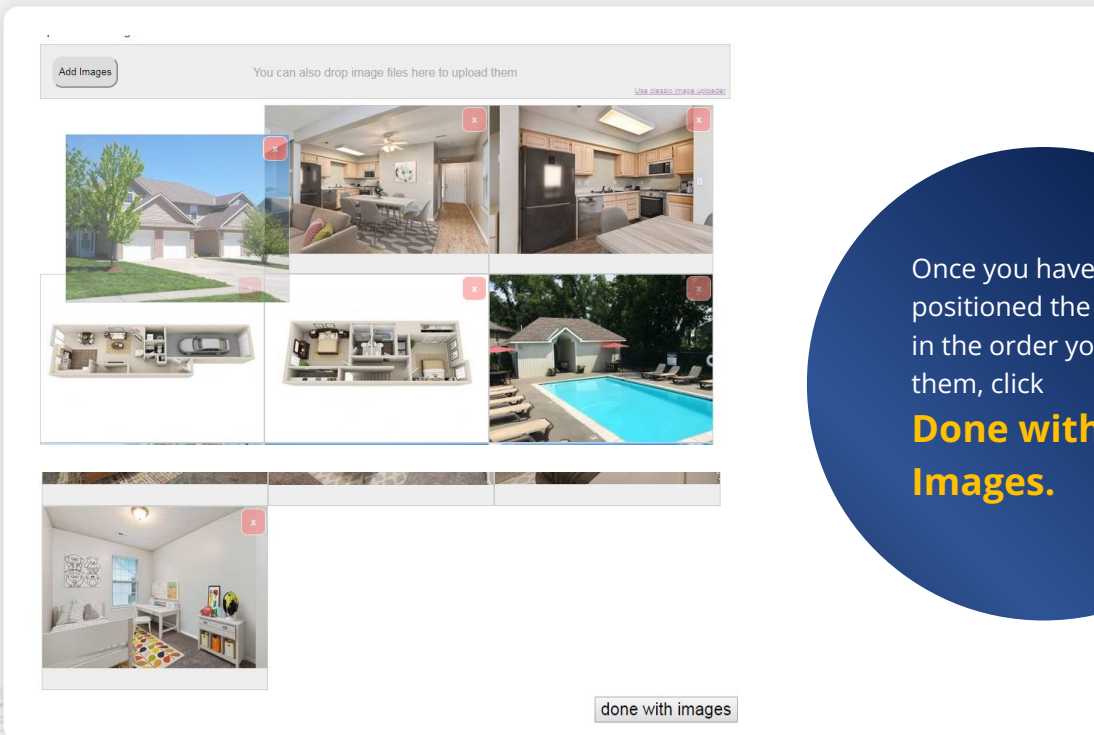 Add Images
You can also drop image files here to upload them
Use classic image uploader
x
x
x
x
x
x
x
done with images
Once you have
positioned the
in the order yo
them, click
Done with
Images.